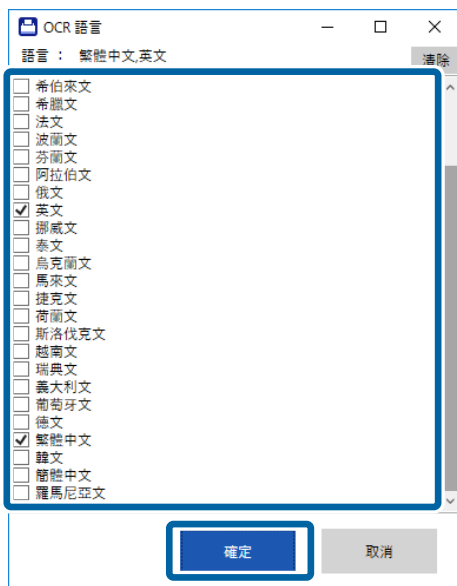 OCR 語言
語言 : 繁體中文,英文
清除
希伯來文
希臘文
法文
波蘭文
芬蘭文
阿拉伯文
俄文
英文
挪威文
泰文
烏克蘭文
馬來文
捷克文
荷蘭文
斯洛伐克文
越南文
瑞典文
義大利文
葡萄牙文
德文
繁體中文
韓文
簡體中文
羅馬尼亞文
確定
取消